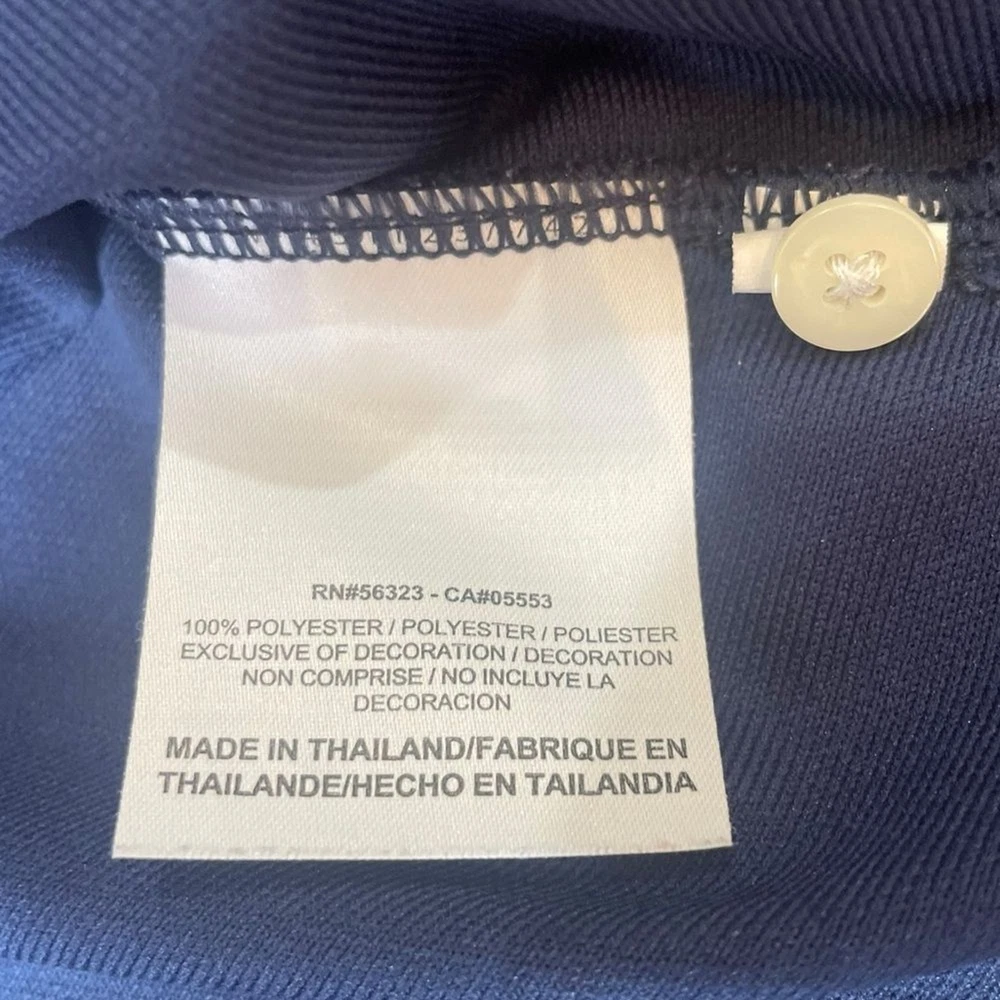 RN#56323 - CA#05553
100% POLYESTER / POLYESTER / POLIESTER
EXCLUSIVE OF DECORATION / DECORATION
NON COMPRISE / NO INCLUYE LA
DECORACION
MADE IN THAILAND/FABRIQUE EN
THAILANDE/HECHO EN TAILANDIA